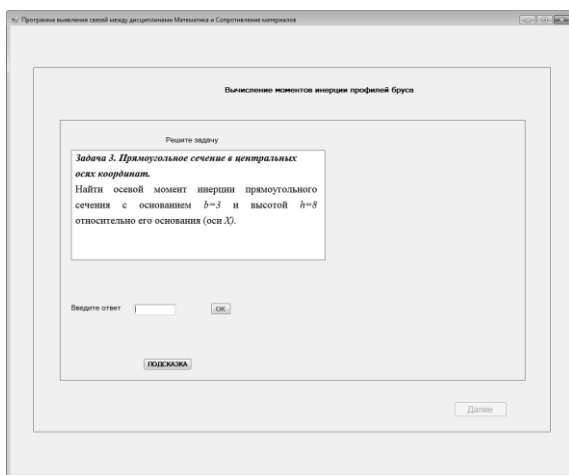 Программа выявления связей между дисциплинами Математика и Сопротивление материалов
Вычисление моментов инерции профилей бруса
Решите задачу
Задача 3. Прямоугольное сечение в центральных
осях координат.
Найти осевой момент инерции прямоугольного
сечения с основанием b=3 и высотой h=8
относительно его основания (оси X).
Введите ответ
OK
ПОДСКАЗКА
Далее